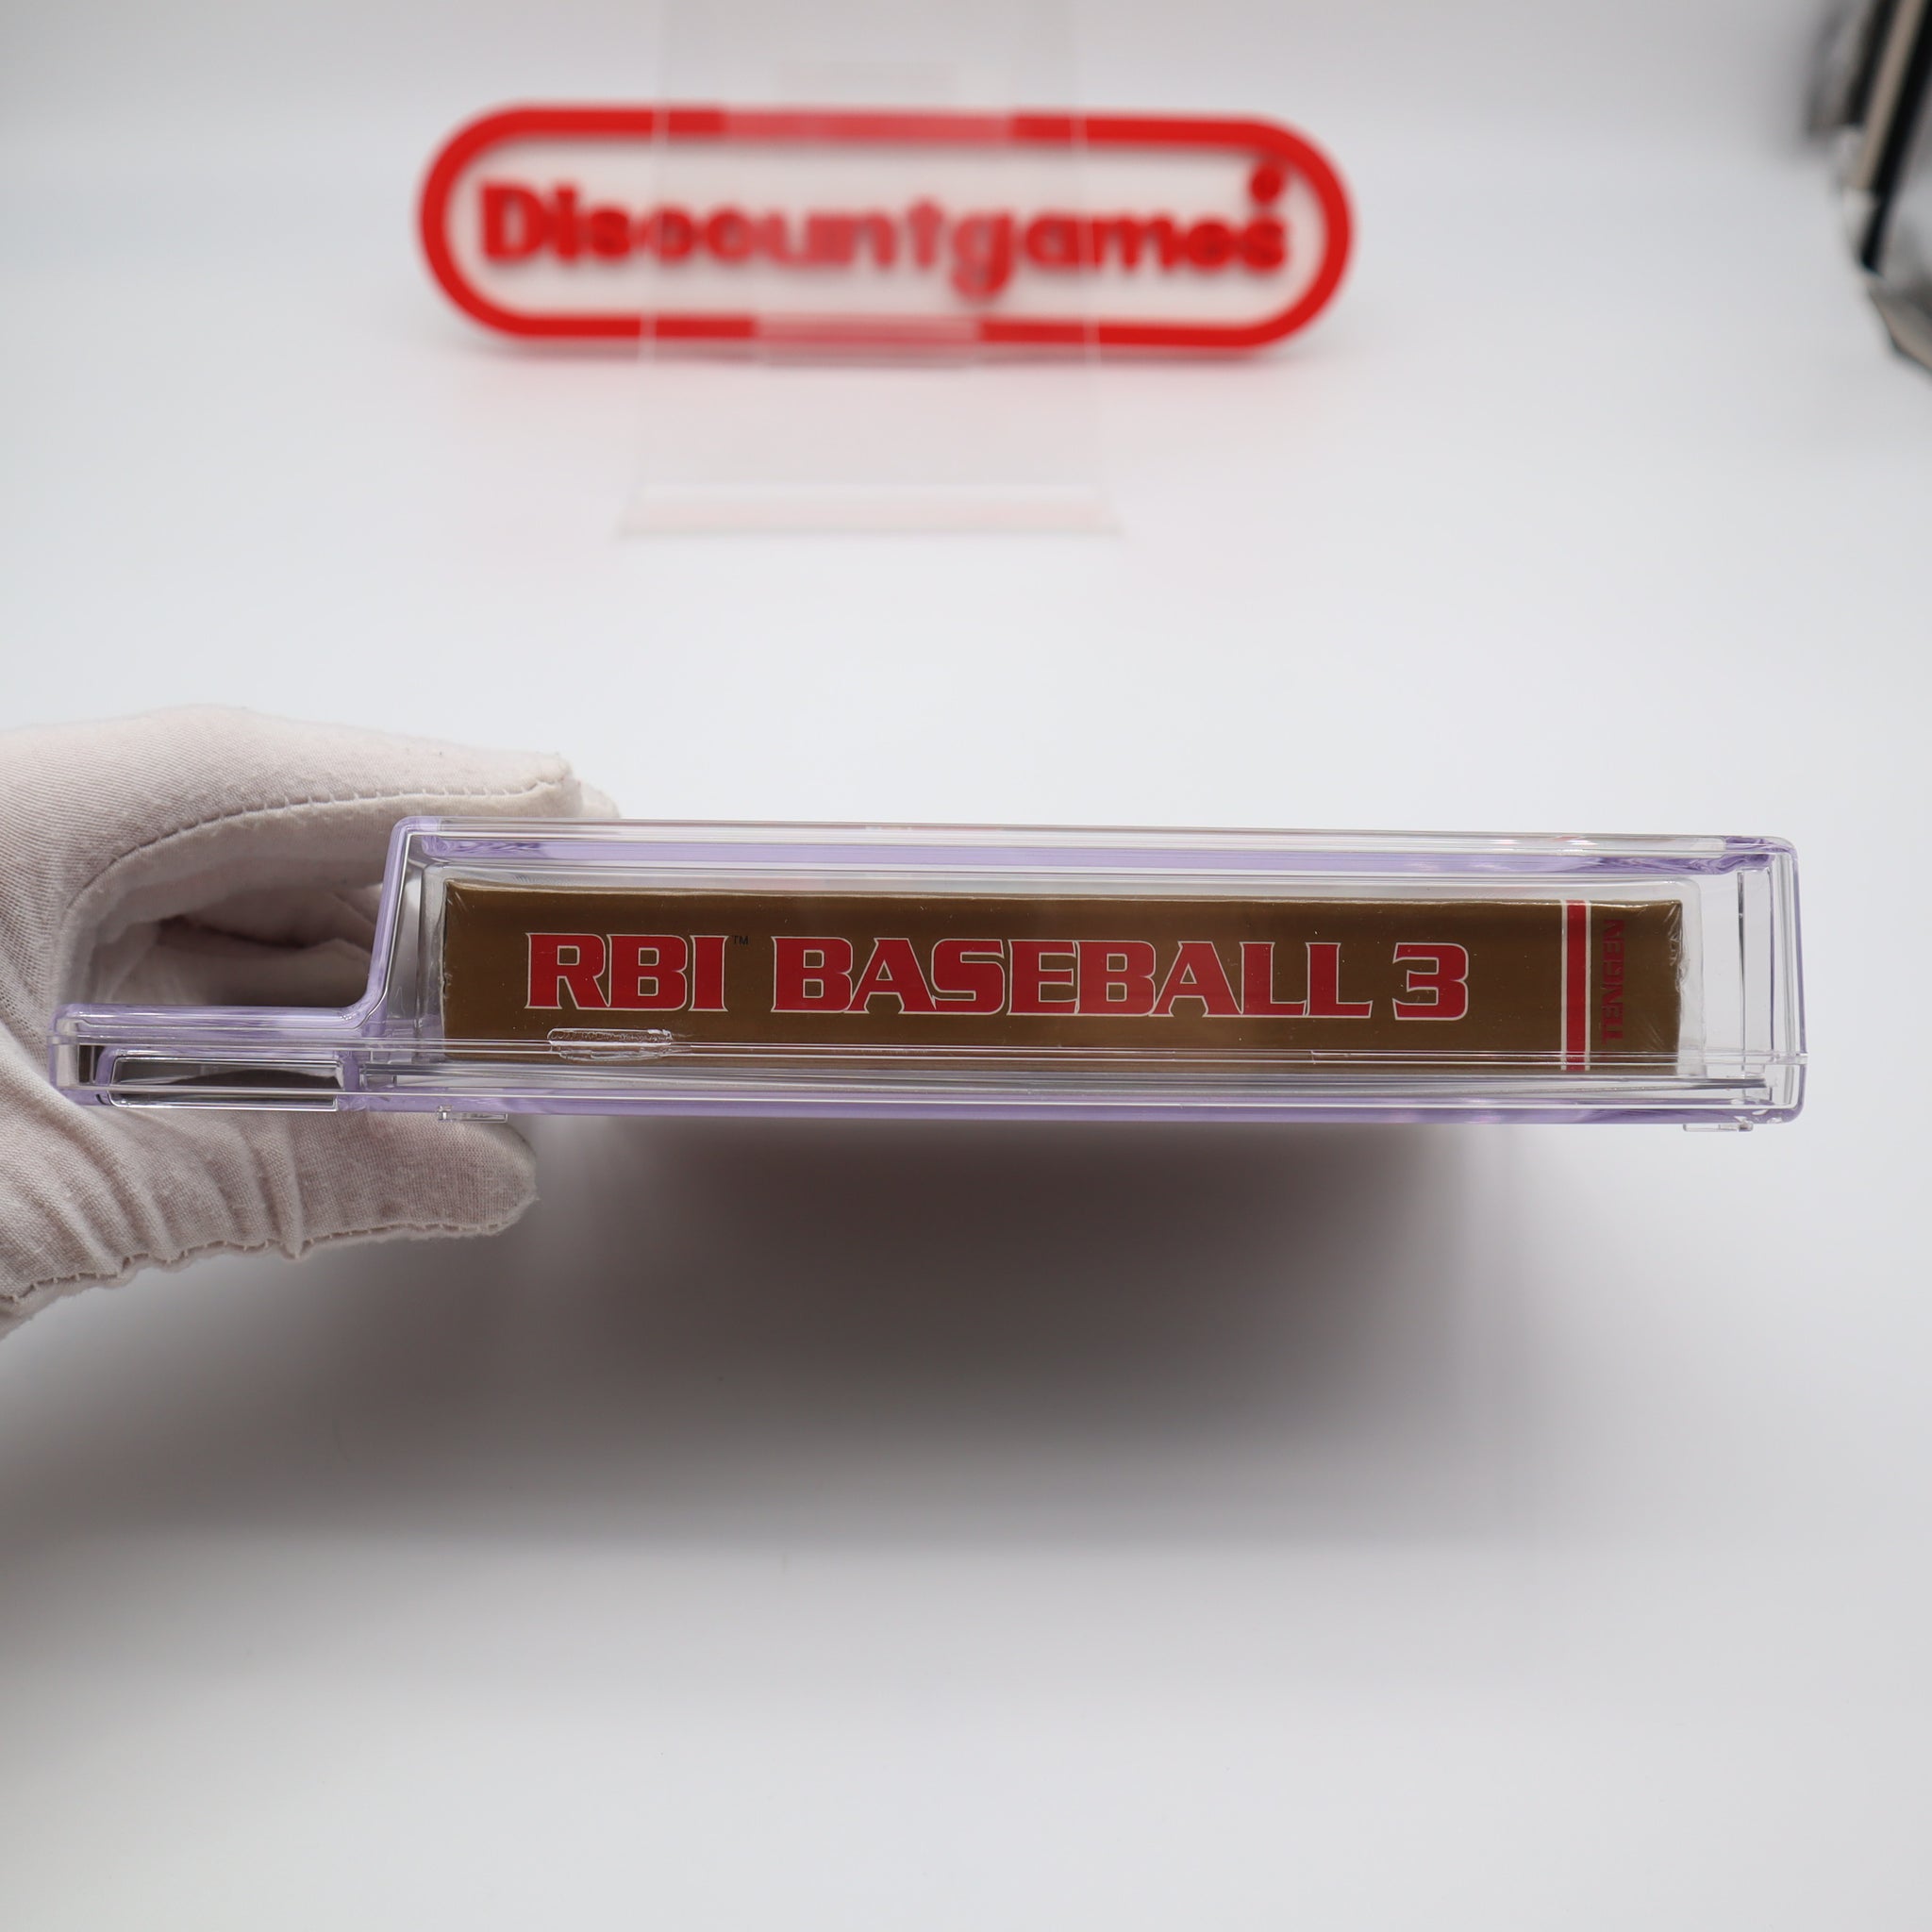 Discountgames
RBI™ BASEBALL 3
TENGEN